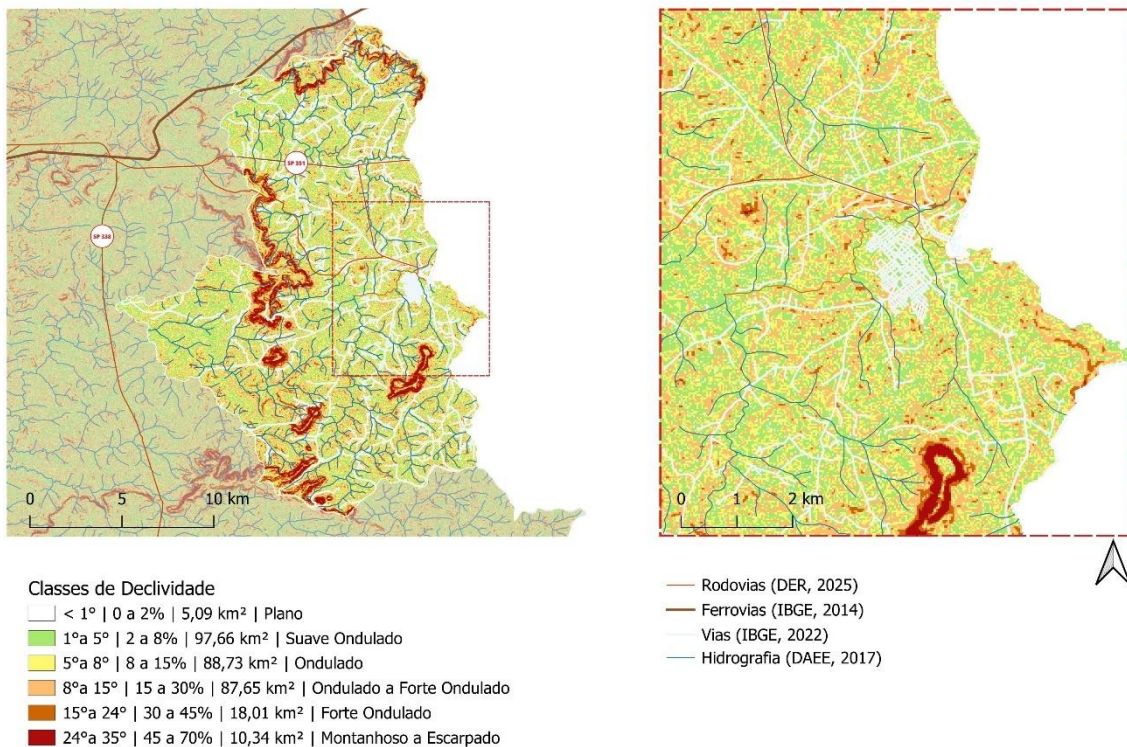 SP 351
SP 338
0 5 10 km
0 1 2 km
Classes de Declividade
< 1° | 0 a 2% | 5,09 km² | Plano
1°a 5° | 2 a 8% | 97,66 km² | Suave Ondulado
5°a 8° | 8 a 15% | 88,73 km² | Ondulado
8°a 15° | 15 a 30% | 87,65 km² | Ondulado a Forte Ondulado
15°a 24° | 30 a 45% | 18,01 km² | Forte Ondulado
24°a 35° | 45 a 70% | 10,34 km² | Montanhoso a Escarpado
Rodovias (DER, 2025)
Ferrovias (IBGE, 2014)
Vias (IBGE, 2022)
Hidrografia (DAEE, 2017)